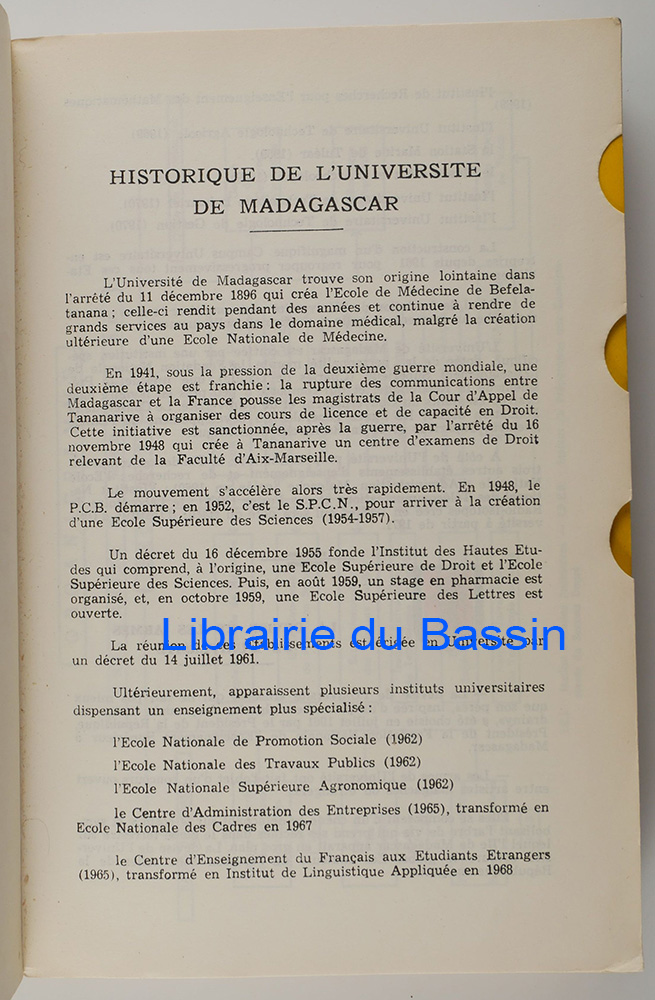 HISTORIQUE DE L'UNIVERSITE
DE MADAGASCAR
L'Université de Madagascar trouve son origine lointaine dans
l'arrêté du 11 décembre 1896 qui créa l'Ecole de Médecine de Befela-
tanana ; celle-ci rendit pendant des années et continue à rendre de
grands services au pays dans le domaine médical, malgré la création
ultérieure d'une Ecole Nationale de Médecine.
En 1941, sous la pression de la deuxième guerre mondiale, une
deuxième étape est franchie : la rupture des communications entre
Madagascar et la France pousse les magistrats de la Cour d'Appel de
Tananarive à organiser des cours de licence et de capacité en Droit.
Cette initiative est sanctionnée, après la guerre, par l'arrêté du 16
novembre 1948 qui crée à Tananarive un centre d'examens de Droit
relevant de la Faculté d'Aix-Marseille.
Le mouvement s'accélère alors très rapidement. En 1948, le
P.C.B. démarre ; en 1952, c'est le S.P.C.N., pour arriver à la création
d'une Ecole Supérieure des Sciences (1954-1957).
Un décret du 16 décembre 1955 fonde l'Institut des Hautes Etu-
des qui comprend, à l'origine, une Ecole Supérieure de Droit et l'Ecole
Supérieure des Sciences. Puis, en août 1959, un stage en pharmacie est
organisé, et, en octobre 1959, une Ecole Supérieure des Lettres est
ouverte.
Librairie du Bassin
La réunion de ces établissements est érigée en Université par
un décret du 14 juillet 1961.
Ultérieurement, apparaissent plusieurs instituts universitaires
dispensant un enseignement plus spécialisé :
l'Ecole Nationale de Promotion Sociale (1962)
l'Ecole Nationale des Travaux Publics (1962)
l'Ecole Nationale Supérieure Agronomique (1962)
le Centre d'Administration des Entreprises (1965), transformé en
Ecole Nationale des Cadres en 1967
le Centre d'Enseignement du Français aux Etudiants Etrangers
(1965), transformé en Institut de Linguistique Appliquée en 1968